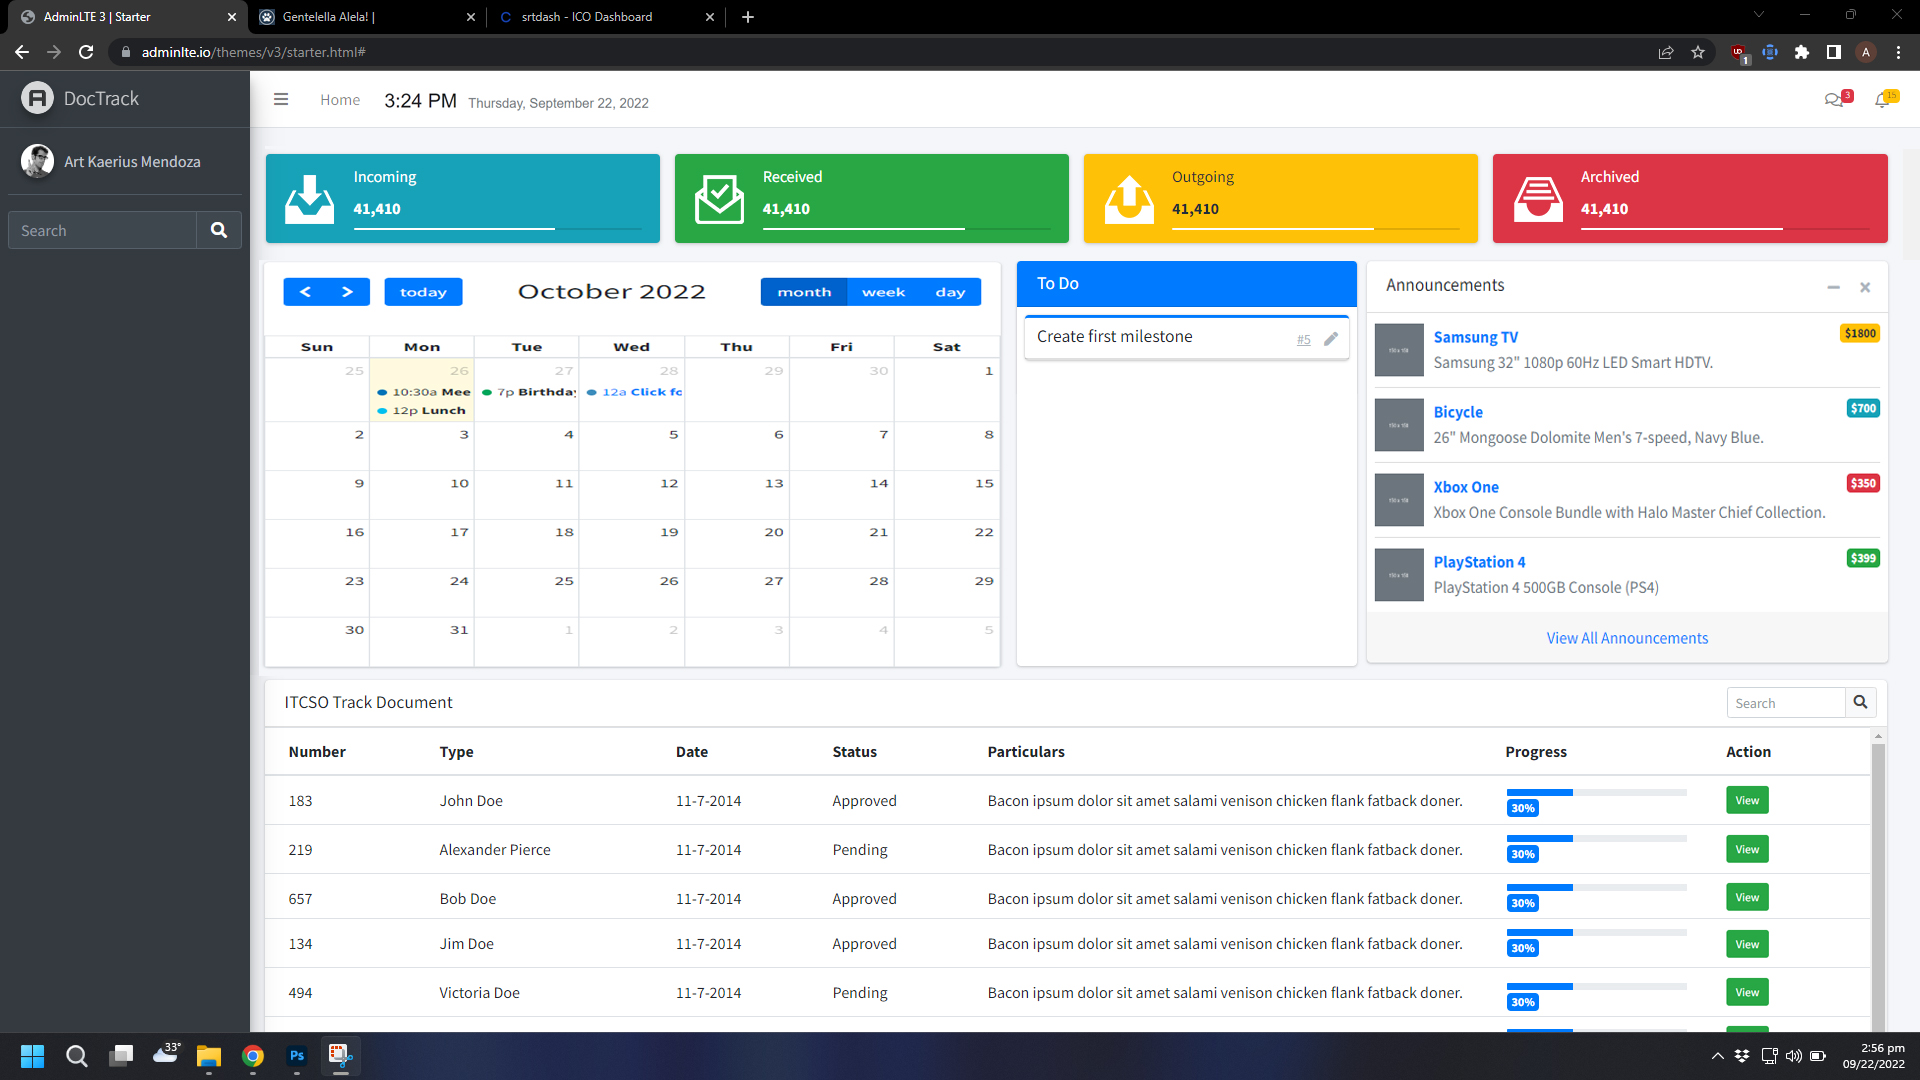 AdminLTE 3 | Starter
Gentelella Alela! |
srtdash - ICO Dashboard
adminlte.io/themes/v3/starter.html#
1
A
DocTrack
Art Kaerius Mendoza
Search
Home
3:24 PM
Thursday, September 22, 2022
3
15
Incoming
41,410
Received
41,410
Outgoing
41,410
Archived
41,410
today
October 2022
month week day
Sun Mon Tue Wed Thu Fri Sat
25 26 27 28 29 30 1
10:30a Mee
7p Birthda
12a Click fo
12p Lunch
2 3 4 5 6 7 8
9 10 11 12 13 14 15
16 17 18 19 20 21 22
23 24 25 26 27 28 29
30 31 1 2 3 4 5
To Do
Create first milestone
#5
Announcements
Samsung TV
$1800
Samsung 32" 1080p 60Hz LED Smart HDTV.
Bicycle
$700
26" Mongoose Dolomite Men's 7-speed, Navy Blue.
Xbox One
$350
Xbox One Console Bundle with Halo Master Chief Collection.
PlayStation 4
$399
PlayStation 4 500GB Console (PS4)
View All Announcements
ITCSO Track Document
Search
Number Type Date Status Particulars Progress Action
183 John Doe 11-7-2014 Approved Bacon ipsum dolor sit amet salami venison chicken flank fatback doner. 30% View
219 Alexander Pierce 11-7-2014 Pending Bacon ipsum dolor sit amet salami venison chicken flank fatback doner. 30% View
657 Bob Doe 11-7-2014 Approved Bacon ipsum dolor sit amet salami venison chicken flank fatback doner. 30% View
134 Jim Doe 11-7-2014 Approved Bacon ipsum dolor sit amet salami venison chicken flank fatback doner. 30% View
494 Victoria Doe 11-7-2014 Pending Bacon ipsum dolor sit amet salami venison chicken flank fatback doner. 30% View
33°
Ps
2:56 pm
09/22/2022